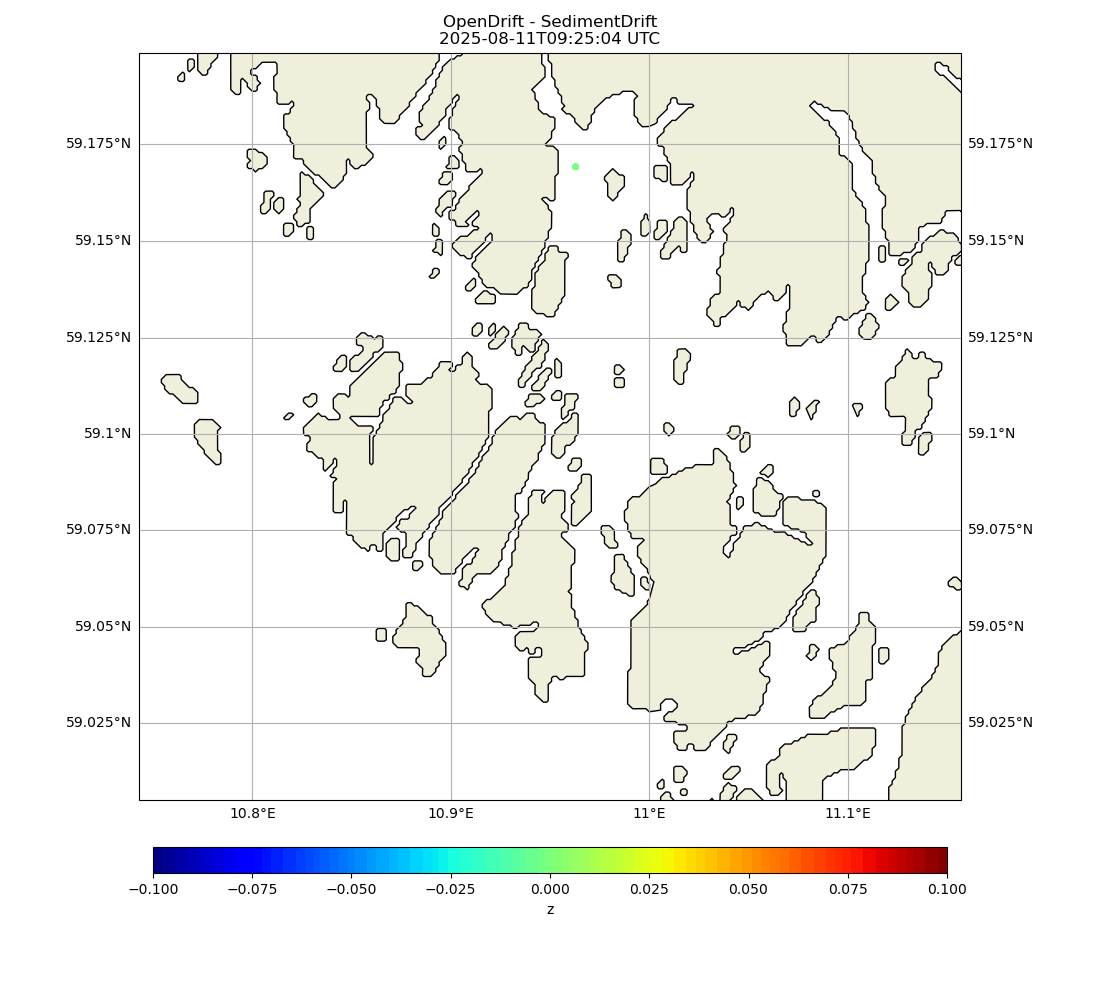 OpenDrift - SedimentDrift
2025-08-11T09:25:04 UTC
59.175°N 59.175°N
59.15°N 59.15°N
59.125°N 59.125°N
59.1°N 59.1°N
59.075°N 59.075°N
59.05°N 59.05°N
59.025°N 59.025°N
10.8°E 10.9°E 11°E 11.1°E
−0.100 −0.075 −0.050 −0.025 0.000 0.025 0.050 0.075 0.100
z